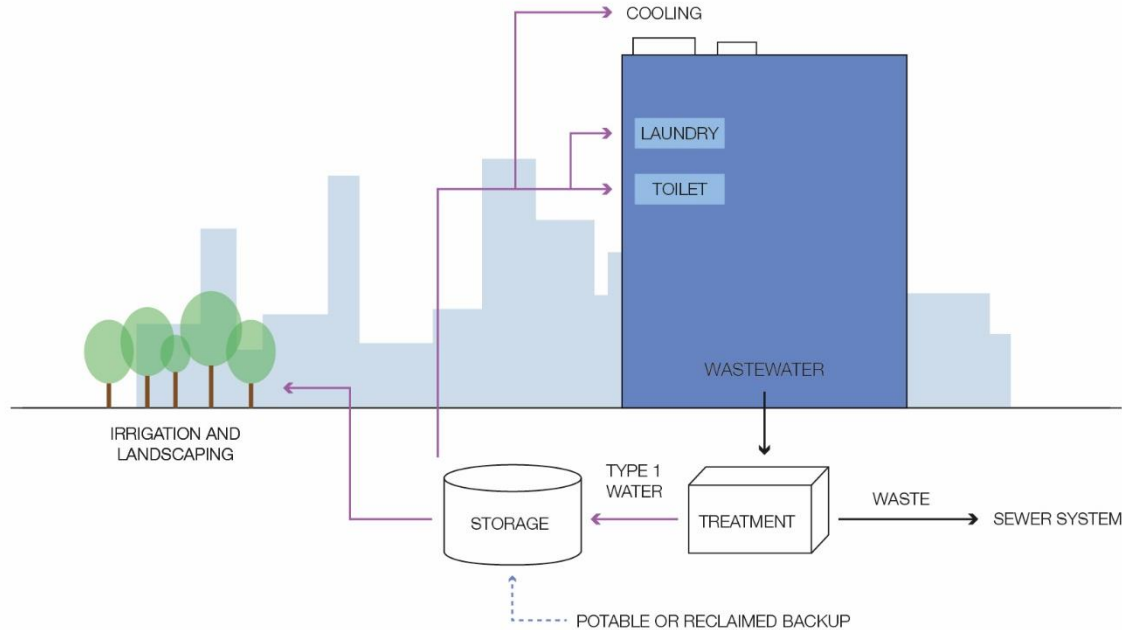 COOLING
LAUNDRY
TOILET
WASTEWATER
IRRIGATION AND
LANDSCAPING
TYPE 1
WATER
STORAGE
TREATMENT
WASTE
SEWER SYSTEM
POTABLE OR RECLAIMED BACKUP